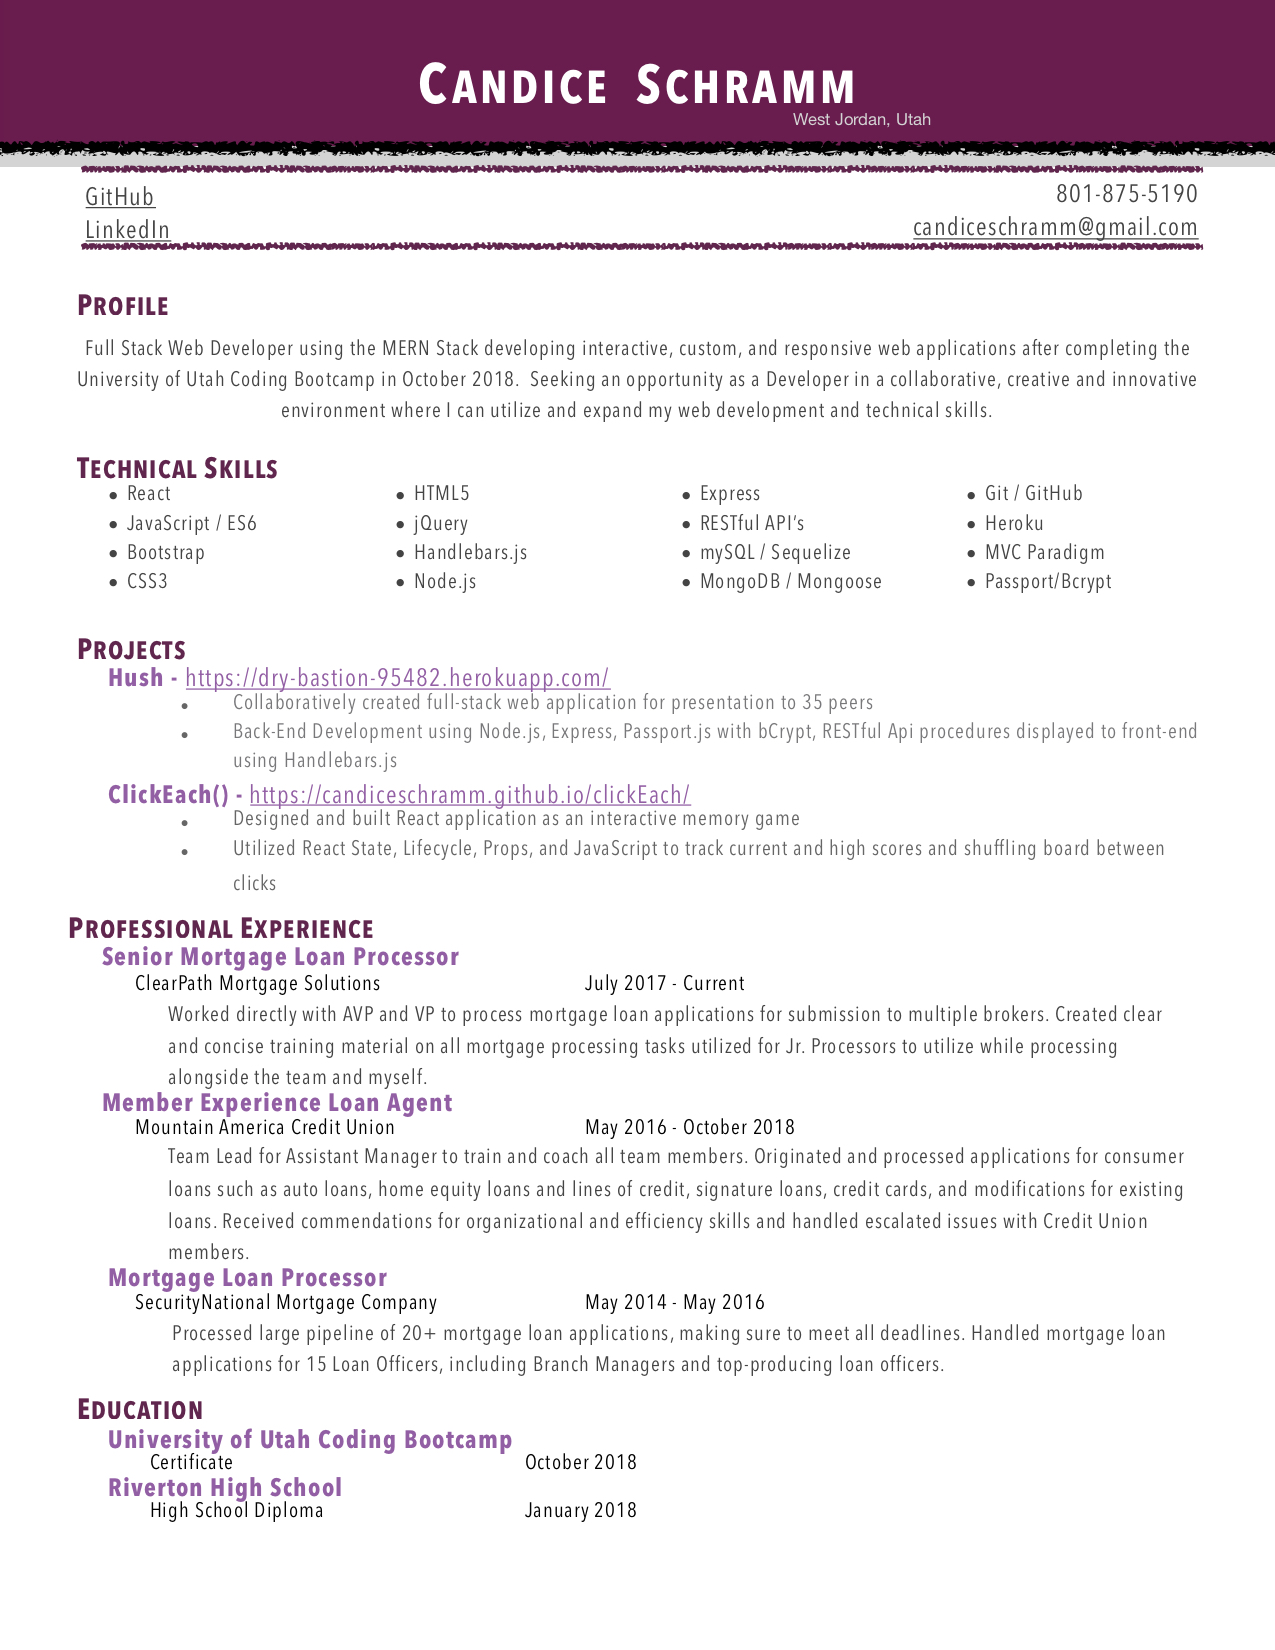 CANDICE SCHRAMM
West Jordan, Utah
GitHub
LinkedIn
801-875-5190
candiceschramm@gmail.com
PROFILE
Full Stack Web Developer using the MERN Stack developing interactive, custom, and responsive web applications after completing the
University of Utah Coding Bootcamp in October 2018.  Seeking an opportunity as a Developer in a collaborative, creative and innovative
environment where I can utilize and expand my web development and technical skills.
TECHNICAL SKILLS
• React
• JavaScript / ES6
• Bootstrap
• CSS3
• HTML5
• jQuery
• Handlebars.js
• Node.js
• Express
• RESTful API’s
• mySQL / Sequelize
• MongoDB / Mongoose
• Git / GitHub
• Heroku
• MVC Paradigm
• Passport/Bcrypt
PROJECTS
Hush - https://dry-bastion-95482.herokuapp.com/
• Collaboratively created full-stack web application for presentation to 35 peers
• Back-End Development using Node.js, Express, Passport.js with bCrypt, RESTful Api procedures displayed to front-end
using Handlebars.js
ClickEach() - https://candiceschramm.github.io/clickEach/
• Designed and built React application as an interactive memory game
• Utilized React State, Lifecycle, Props, and JavaScript to track current and high scores and shuffling board between
clicks
PROFESSIONAL EXPERIENCE
Senior Mortgage Loan Processor
ClearPath Mortgage Solutions July 2017 - Current
Worked directly with AVP and VP to process mortgage loan applications for submission to multiple brokers. Created clear
and concise training material on all mortgage processing tasks utilized for Jr. Processors to utilize while processing
alongside the team and myself.
Member Experience Loan Agent
Mountain America Credit Union May 2016 - October 2018
Team Lead for Assistant Manager to train and coach all team members. Originated and processed applications for consumer
loans such as auto loans, home equity loans and lines of credit, signature loans, credit cards, and modifications for existing
loans. Received commendations for organizational and efficiency skills and handled escalated issues with Credit Union
members.
Mortgage Loan Processor
SecurityNational Mortgage Company May 2014 - May 2016
Processed large pipeline of 20+ mortgage loan applications, making sure to meet all deadlines. Handled mortgage loan
applications for 15 Loan Officers, including Branch Managers and top-producing loan officers.
EDUCATION
University of Utah Coding Bootcamp
Certificate October 2018
Riverton High School
High School Diploma January 2018